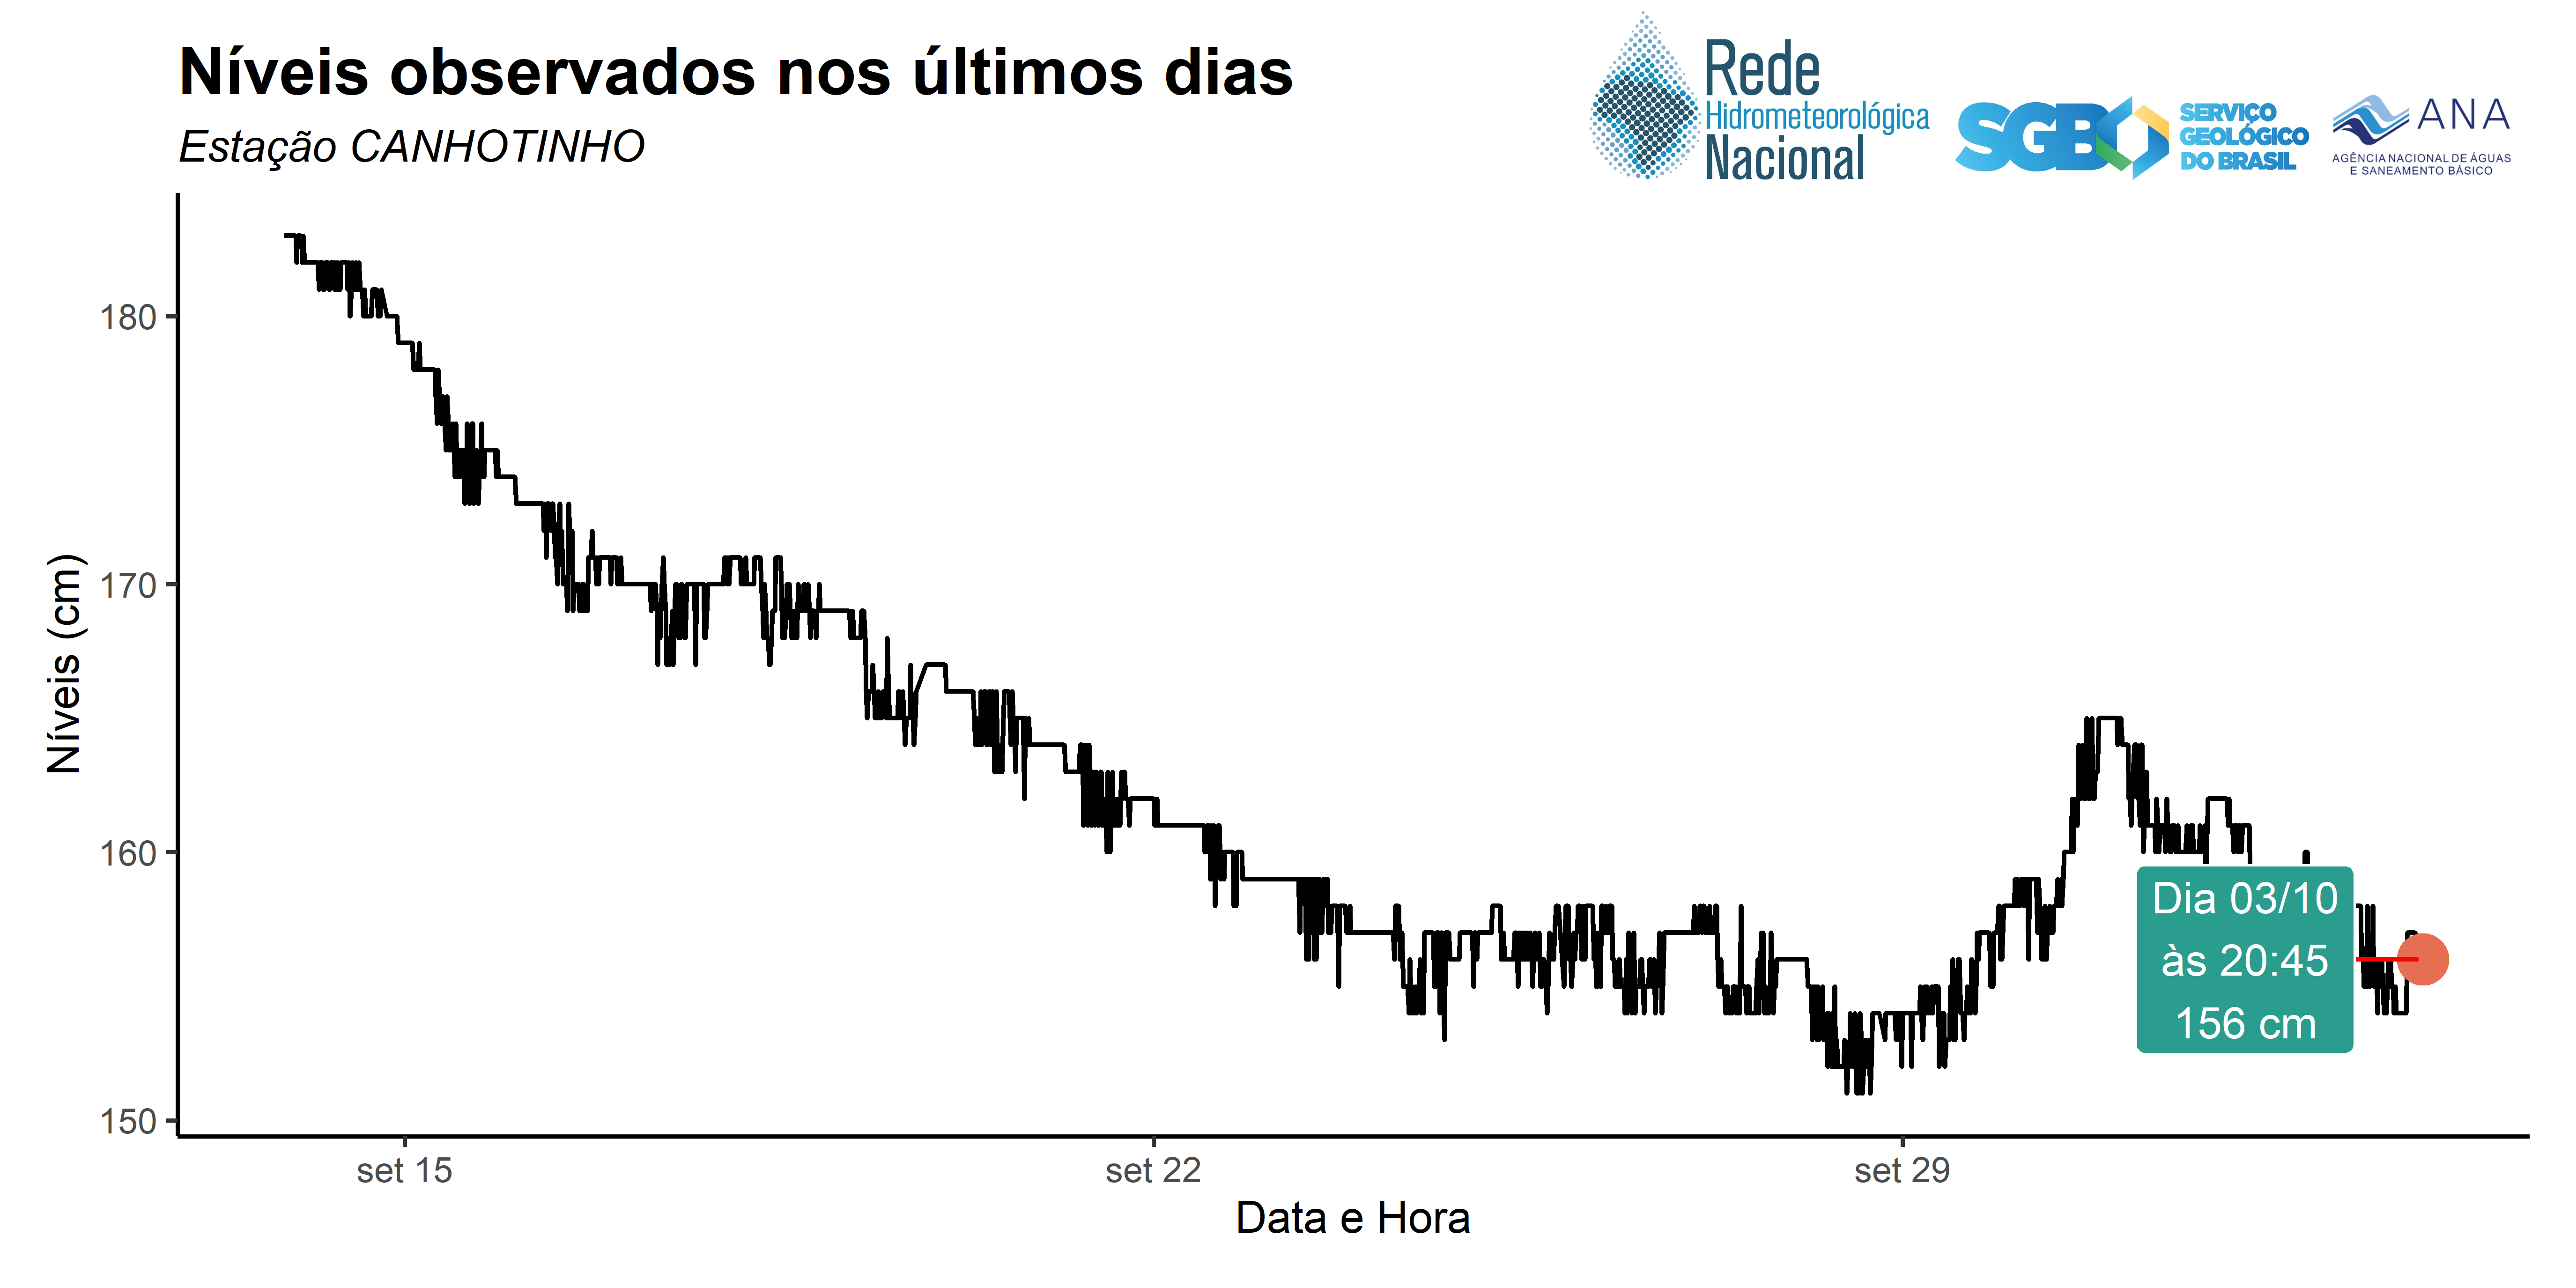 Níveis observados nos últimos dias
Estação CANHOTINHO
Rede
Hidrometeorológica
Nacional
SGB
SERVIÇO
GEOLÓGICO
DO BRASIL
ANA
AGÊNCIA NACIONAL DE ÁGUAS
E SANEAMENTO BÁSICO
Níveis (cm)
180
170
160
150
Dia 03/10
às 20:45
156 cm
set 15
set 22
set 29
Data e Hora